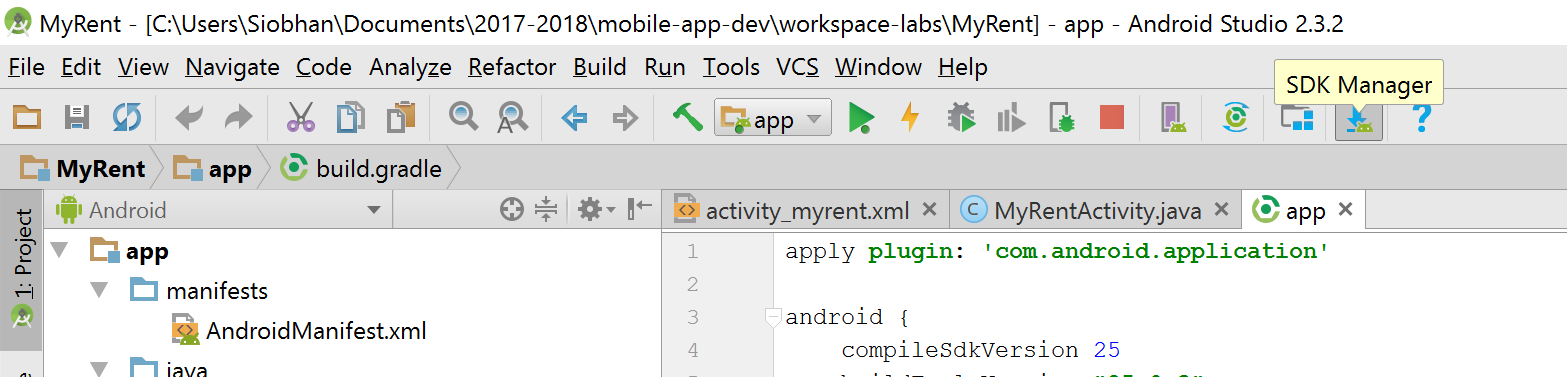 MyRent - [C:\Users\Siobhan\Documents\2017-2018\mobile-app-dev\workspace-labs\MyRent] - app - Android Studio 2.3.2
File Edit View Navigate Code Analyze Refactor Build Run Tools VCS Window Help
SDK Manager
app
MyRent app build.gradle
1: Project
Android
activity_myrent.xml MyRentActivity.java app
app
manifests
AndroidManifest.xml
java
1 apply plugin: 'com.android.application'
2
3 android {
4 compileSdkVersion 25